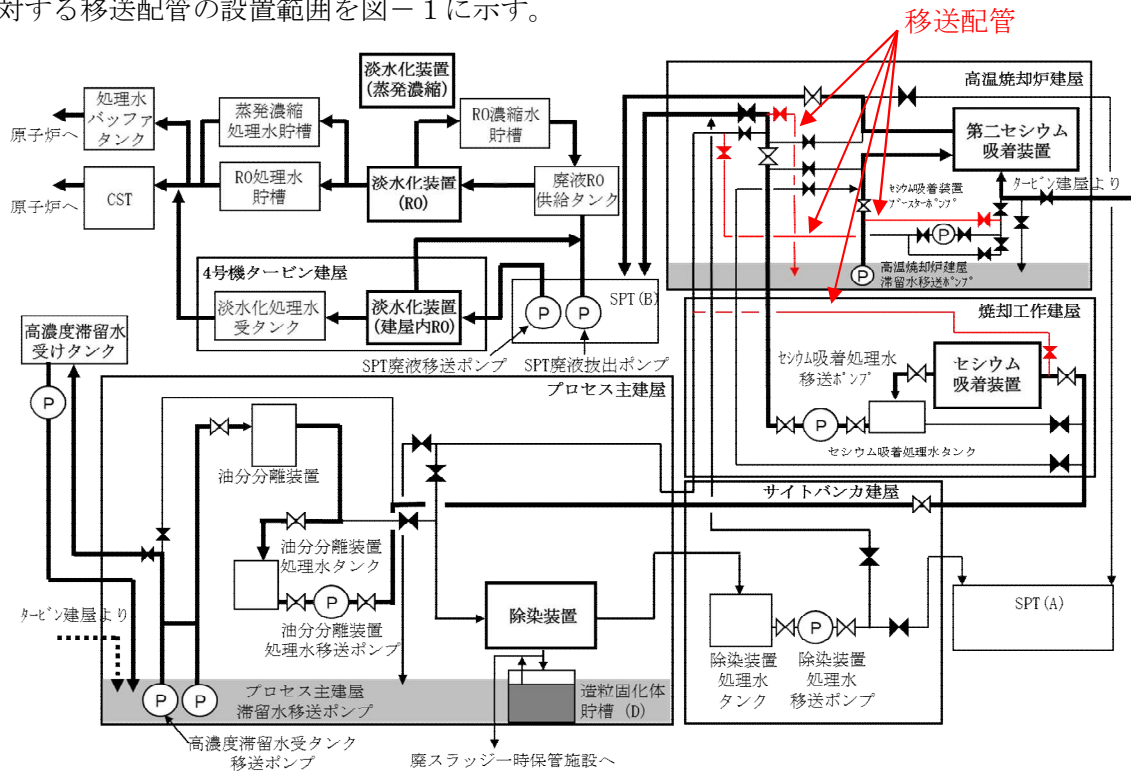 対する移送配管の設置範囲を図－１に示す。
移送配管
淡水化装置
(蒸発濃縮)
処理水
バッファ
タンク
原子炉へ
蒸発濃縮
処理水貯槽
RO濃縮水
貯槽
CST
原子炉へ
RO処理水
貯槽
淡水化装置
(RO)
廃液RO
供給タンク
高温焼却炉建屋
第二セシウム
吸着装置
タービン建屋より
セシウム吸着装置
ブースターポンプ
P
P
高温焼却炉建屋
滞留水移送ポンプ
4号機タービン建屋
淡水化処理水
受タンク
淡水化装置
(建屋内RO)
P
P
SPT(B)
SPT廃液移送ポンプ
SPT廃液抜出ポンプ
焼却工作建屋
セシウム吸着処理水
移送ポンプ
セシウム
吸着装置
P
セシウム吸着処理水タンク
高濃度滞留水
受けタンク
P
プロセス主建屋
油分分離装置
油分分離装置
処理水タンク
P
油分分離装置
処理水移送ポンプ
除染装置
タービン建屋より
P
P
プロセス主建屋
滞留水移送ポンプ
造粒固化体
貯槽(D)
高濃度滞留水受タンク
移送ポンプ
廃スラッジ一時保管施設へ
サイトバンカ建屋
P
除染装置
処理水
タンク
除染装置
処理水
移送ポンプ
SPT(A)